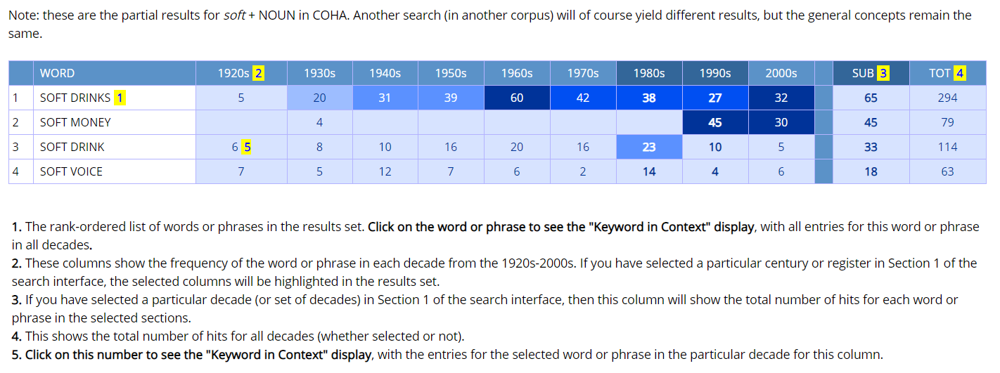 Note: these are the partial results for soft + NOUN in COHA. Another search (in another corpus) will of course yield different results, but the general concepts remain the
same.
WORD 1920s 2 1930s 1940s 1950s 1960s 1970s 1980s 1990s 2000s SUB 3 TOT 4
1 SOFT DRINKS 1 5 20 31 39 60 42 38 27 32 65 294
2 SOFT MONEY 4 45 30 45 79
3 SOFT DRINK 6 5 8 10 16 20 16 23 10 5 33 114
4 SOFT VOICE 7 5 12 7 6 2 14 4 6 18 63
1. The rank-ordered list of words or phrases in the results set. Click on the word or phrase to see the "Keyword in Context" display, with all entries for this word or phrase
in all decades.
2. These columns show the frequency of the word or phrase in each decade from the 1920s-2000s. If you have selected a particular century or register in Section 1 of the
search interface, the selected columns will be highlighted in the results set.
3. If you have selected a particular decade (or set of decades) in Section 1 of the search interface, then this column will show the total number of hits for each word or
phrase in the selected sections.
4. This shows the total number of hits for all decades (whether selected or not).
5. Click on this number to see the "Keyword in Context" display, with the entries for the selected word or phrase in the particular decade for this column.